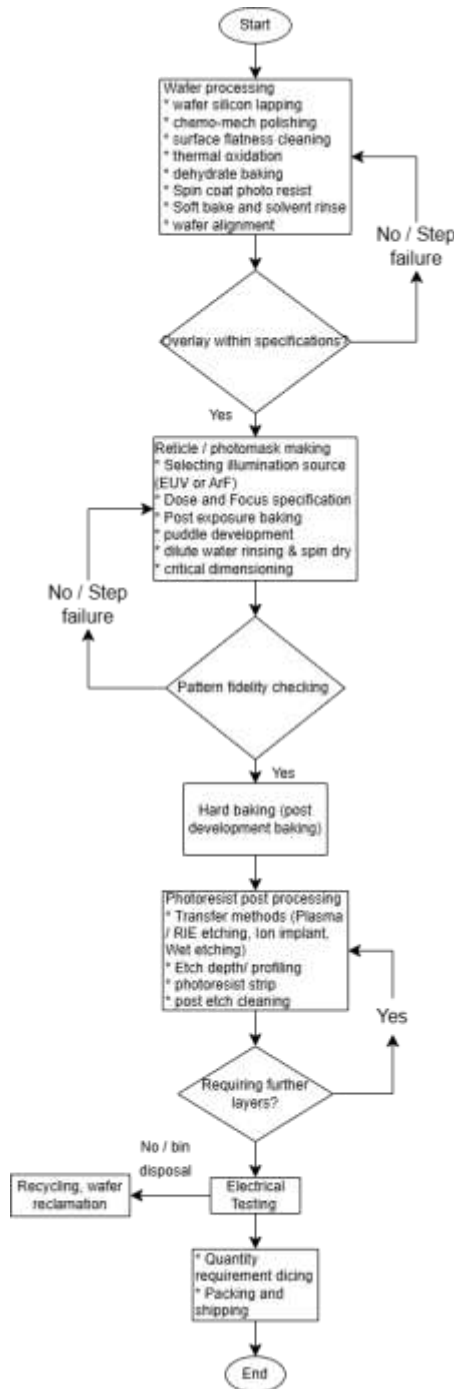 Start
Wafer processing
* wafer silicon lapping
* chemo-mech polishing
* surface flatness cleaning
* thermal oxidation
* dehydrate baking
* Spin coat photo resist
* Soft bake and solvent rinse
* wafer alignment
No / Step
failure
Overlay within specifications?
Yes
Reticle / photomask making
* Selecting illumination source
(EUV or ArF)
* Dose and Focus specification
* Post exposure baking
* puddle development
* dilute water rinsing & spin dry
* critical dimensioning
No / Step
failure
Pattern fidelity checking
Yes
Hard baking (post
development baking)
Photoresist post processing
* Transfer methods (Plasma
/ RIE etching, Ion implant,
Wet etching)
* Etch depth/ profiling
* photoresist strip
* post etch cleaning
Yes
Requiring further
layers?
No / bin
disposal
Recycling, wafer
reclamation
Electrical
Testing
* Quantity
requirement dicing
* Packing and
shipping
End